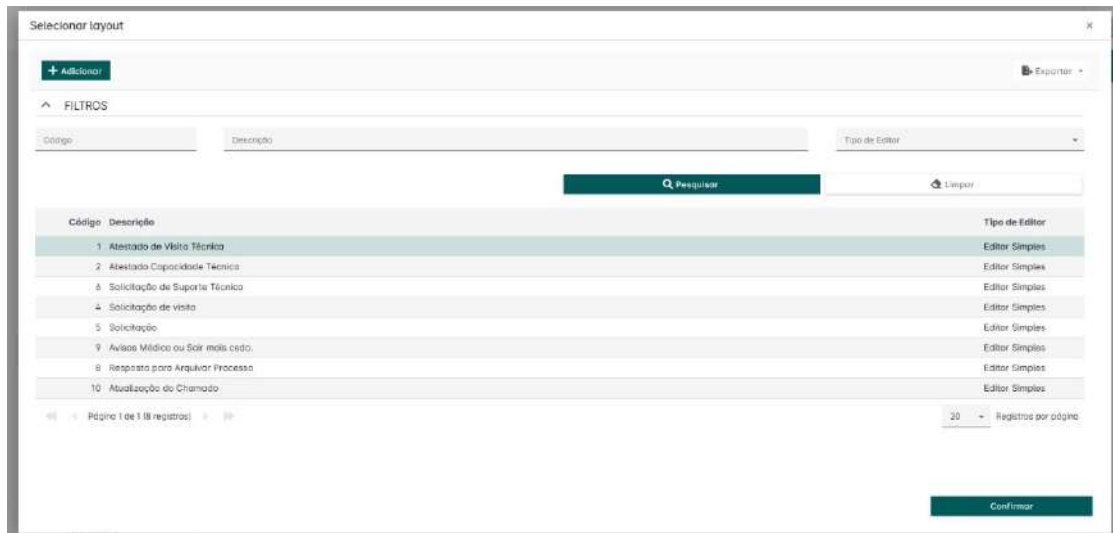 Selecionar layout ×
+ Adicionar Exportar
FILTROS
Código Descrição Tipo de Editor
Pesquisar Limpar
Código Descrição Tipo de Editor
1 Atestado de Visita Técnica Editor Simples
2 Atestado Capacidade Técnica Editor Simples
6 Solicitação de Suporte Técnico Editor Simples
4 Solicitação de visita Editor Simples
5 Solicitação Editor Simples
9 Avisos Médico ou Sair mais cedo. Editor Simples
8 Resposta para Arquivar Processo Editor Simples
10 Atualização do Chamado Editor Simples
Página 1 de 1 (8 registros) 20 Registros por página
Confirmar